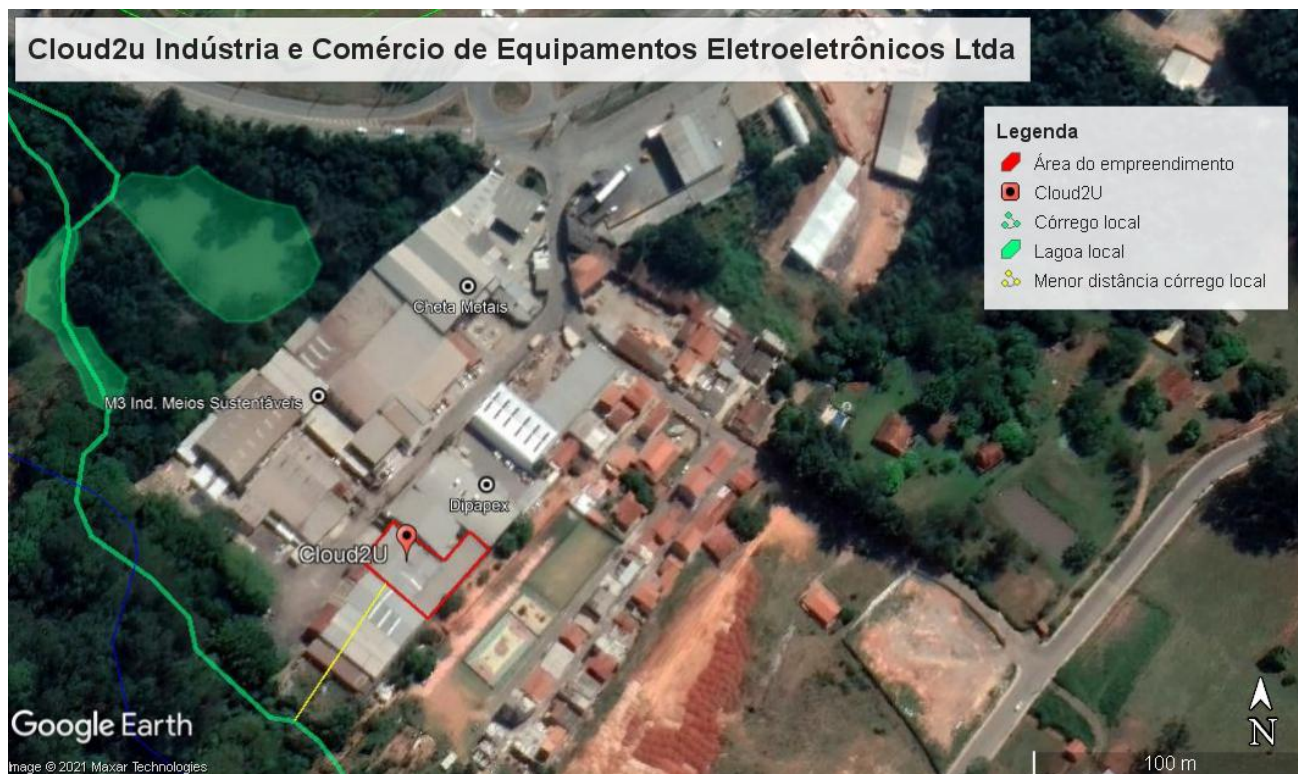 Cloud2u Indústria e Comércio de Equipamentos Eletroeletrônicos Ltda
Legenda
Área do empreendimento
Cloud2U
Córrego local
Lagoa local
Menor distância córrego local
Cheta Metais
M3 Ind. Meios Sustentáveis
Dipapex
Cloud2U
Google Earth
N
Image © 2021 Maxar Technologies
100 m